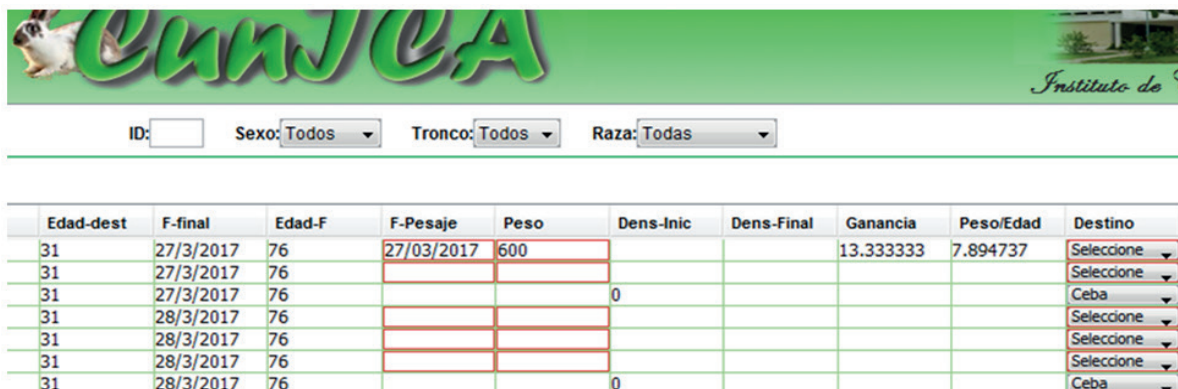 CunICA
Instituto de
ID: Sexo: Todos Tronco: Todos Raza: Todas
Edad-dest F-final Edad-F F-Pesaje Peso Dens-Inic Dens-Final Ganancia Peso/Edad Destino
31 27/3/2017 76 27/03/2017 600 13.333333 7.894737 Seleccione
31 27/3/2017 76 Seleccione
31 27/3/2017 76 0 Ceba
31 28/3/2017 76 Seleccione
31 28/3/2017 76 Seleccione
31 28/3/2017 76 Seleccione
31 28/3/2017 76 0 Ceba